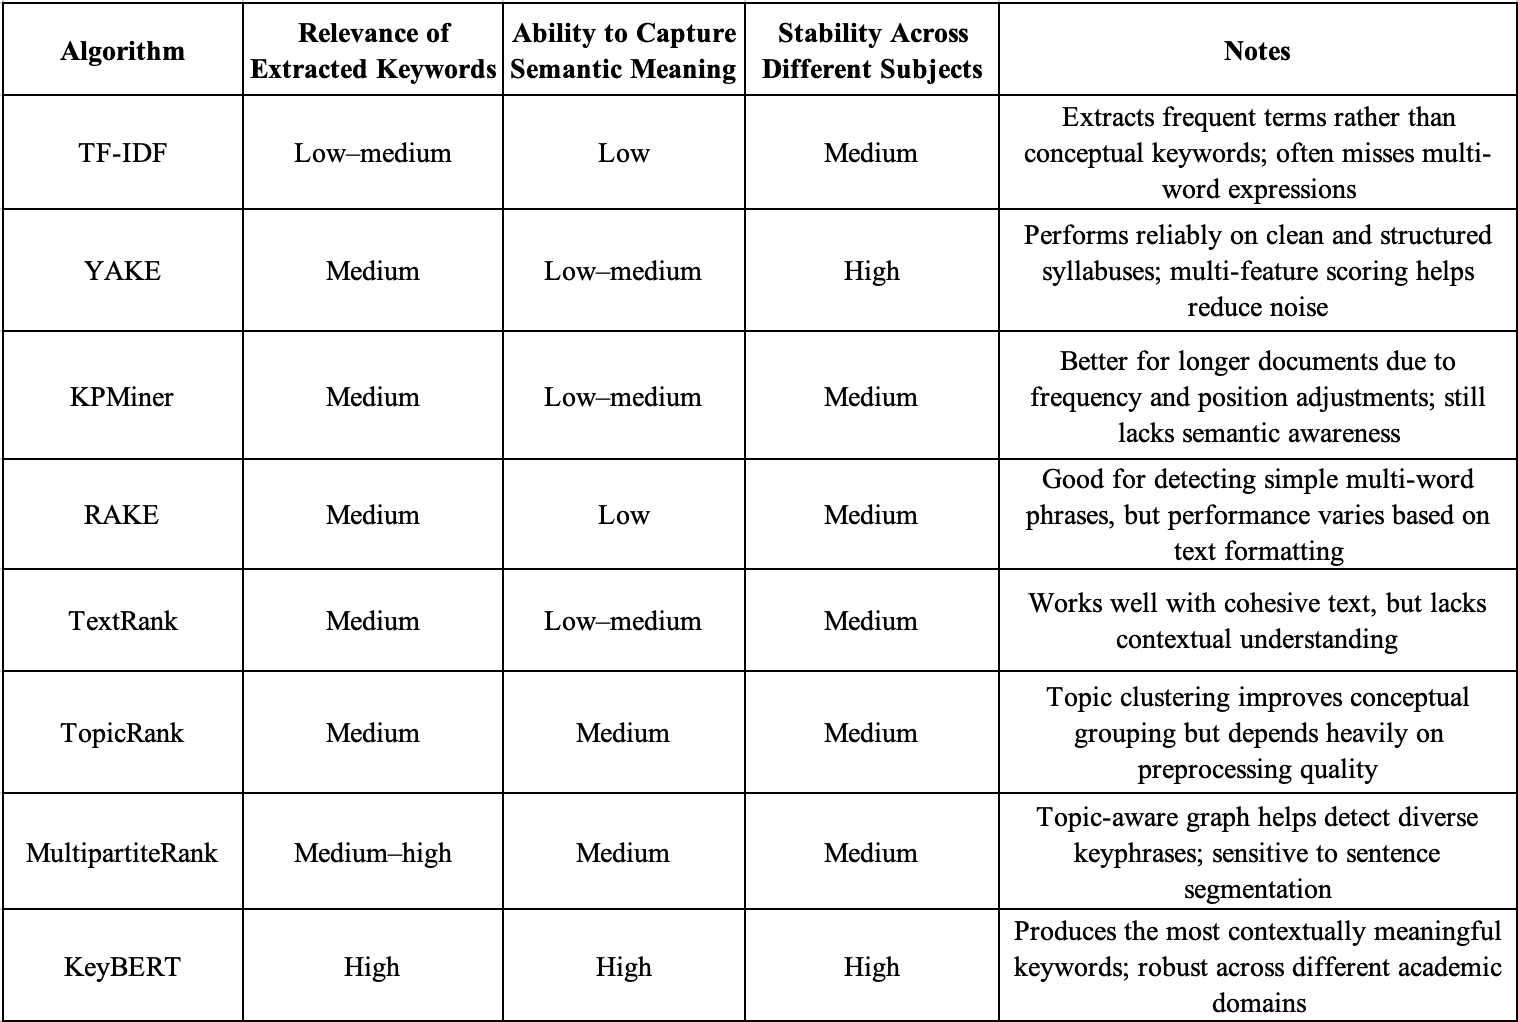 Algorithm
Relevance of
Extracted Keywords
Ability to Capture
Semantic Meaning
Stability Across
Different Subjects
Notes
TF-IDF
Low–medium
Low
Medium
Extracts frequent terms rather than
conceptual keywords; often misses multi-
word expressions
YAKE
Medium
Low–medium
High
Performs reliably on clean and structured
syllabuses; multi-feature scoring helps
reduce noise
KPMiner
Medium
Low–medium
Medium
Better for longer documents due to
frequency and position adjustments; still
lacks semantic awareness
RAKE
Medium
Low
Medium
Good for detecting simple multi-word
phrases, but performance varies based on
text formatting
TextRank
Medium
Low–medium
Medium
Works well with cohesive text, but lacks
contextual understanding
TopicRank
Medium
Medium
Medium
Topic clustering improves conceptual
grouping but depends heavily on
preprocessing quality
MultipartiteRank
Medium–high
Medium
Medium
Topic-aware graph helps detect diverse
keyphrases; sensitive to sentence
segmentation
KeyBERT
High
High
High
Produces the most contextually meaningful
keywords; robust across different academic
domains